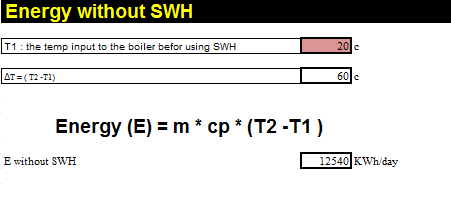 Energy without SWH
T1 : the temp input to the boiler befor using SWH 20 c
ΔT = ( T2 -T1) 60 c
Energy (E) = m * cp * (T2 -T1 )
E without SWH 12540 KWh/day